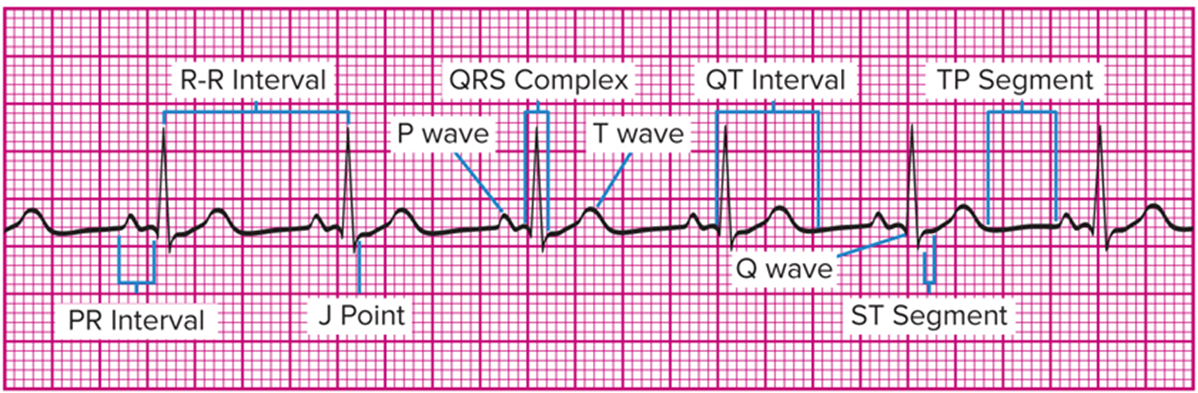 R-R Interval
QRS Complex
QT Interval
TP Segment
P wave
T wave
Q wave
PR Interval
J Point
ST Segment